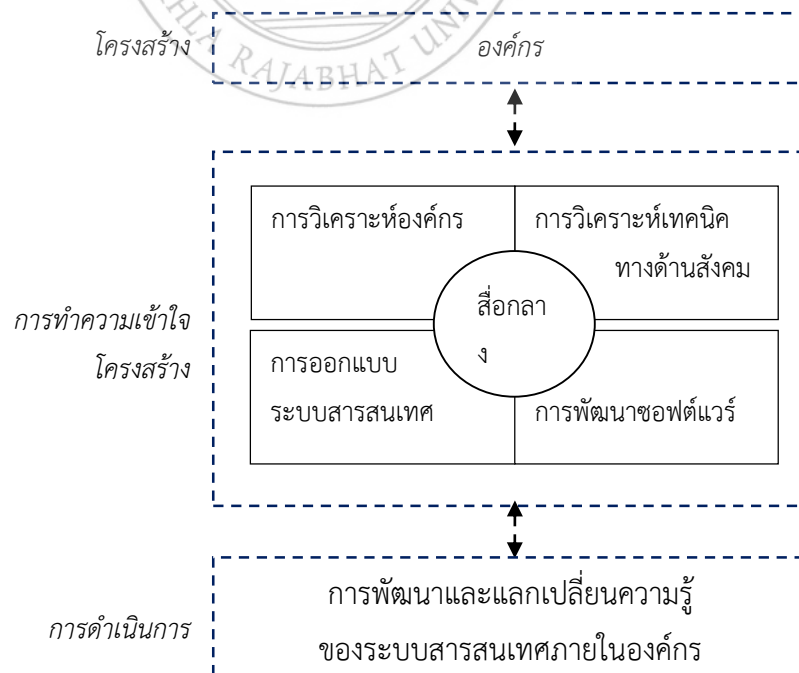 HLA RAJABHAT UNIV
โครงสร้าง
องค์กร
การวิเคราะห์องค์กร
การวิเคราะห์เทคนิค
ทางด้านสังคม
สื่อกลา
ง
การทำความเข้าใจ
โครงสร้าง
การออกแบบ
ระบบสารสนเทศ
การพัฒนาซอฟต์แวร์
การดำเนินการ
การพัฒนาและแลกเปลี่ยนความรู้
ของระบบสารสนเทศภายในองค์กร